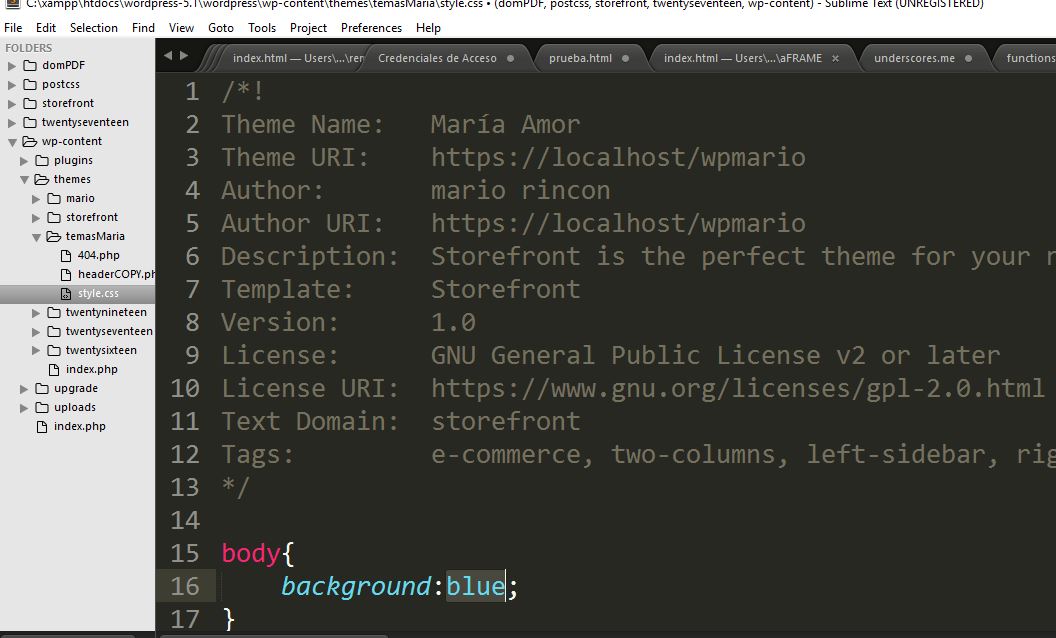 C:\xampp\htdocs\wordpress-5.1\wordpress\wp-content\themes\temasMaria\style.css • (domPDF, postcss, storefront, twentyseventeen, wp-content) - Sublime Text (UNREGISTERED)
File Edit Selection Find View Goto Tools Project Preferences Help
FOLDERS
domPDF
postcss
storefront
twentyseventeen
wp-content
plugins
themes
mario
storefront
temasMaria
404.php
headerCOPY.ph
style.css
twentynineteen
twentyseventeen
twentysixteen
index.php
upgrade
uploads
index.php
index.html — Users\...\ren Credenciales de Acceso prueba.html index.html — Users\...\aFRAME × underscores.me functions
1 /*!
2 Theme Name: María Amor
3 Theme URI: https://localhost/wpmario
4 Author: mario rincon
5 Author URI: https://localhost/wpmario
6 Description: Storefront is the perfect theme for your n
7 Template: Storefront
8 Version: 1.0
9 License: GNU General Public License v2 or later
10 License URI: https://www.gnu.org/licenses/gpl-2.0.html
11 Text Domain: storefront
12 Tags: e-commerce, two-columns, left-sidebar, rig
13 */
14
15 body{
16 background:blue;
17 }